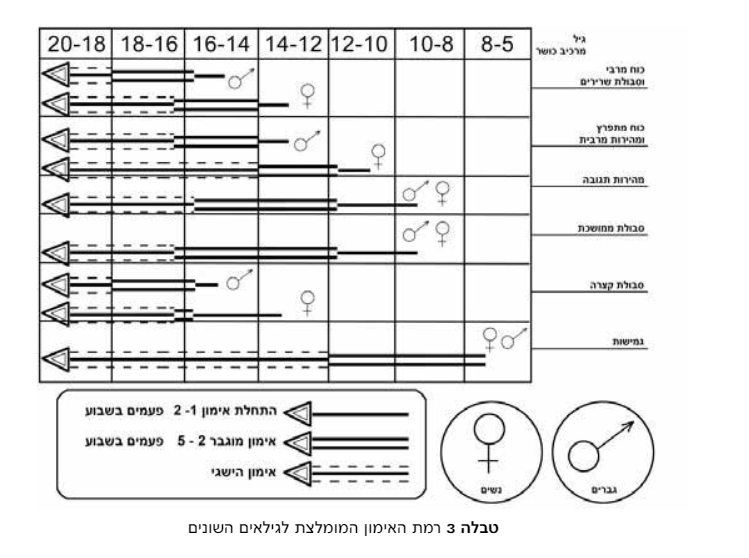 גיל
מרכיב כושר
8-5
10-8
12-10
14-12
16-14
18-16
20-18
כוח מרבי
וסבולת שרירים
כוח מתפרץ
ומהירות מרבית
מהירות תגובה
סבולת ממושכת
סבולת קצרה
גמישות
התחלת אימון 1- 2 פעמים בשבוע
אימון מוגבר 2 - 5 פעמים בשבוע
אימון הישגי
נשים
גברים
טבלה 3 רמת האימון המומלצת לגילאים השונים